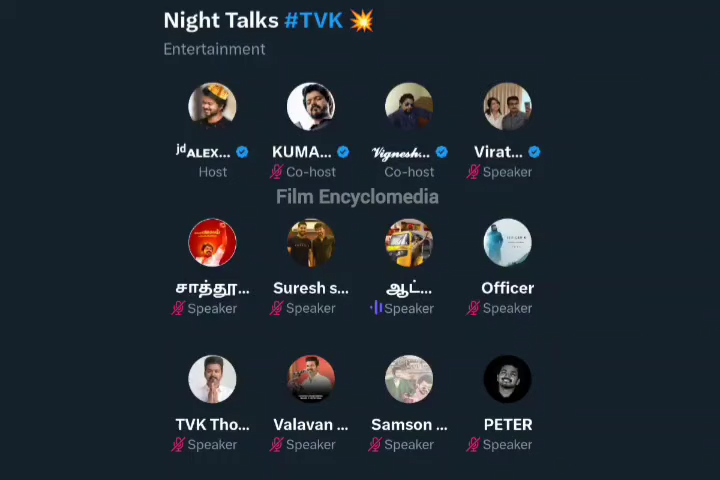 Night Talks #TVK 💥
Entertainment
jdALEX... KUMA... Vignesh... Virat...
Host Co-host Co-host Speaker
Film Encyclomedia
சாத்தூ... Suresh s... ஆட்... Officer
Speaker Speaker Speaker Speaker
TVK Tho... Valavan ... Samson ... PETER
Speaker Speaker Speaker Speaker